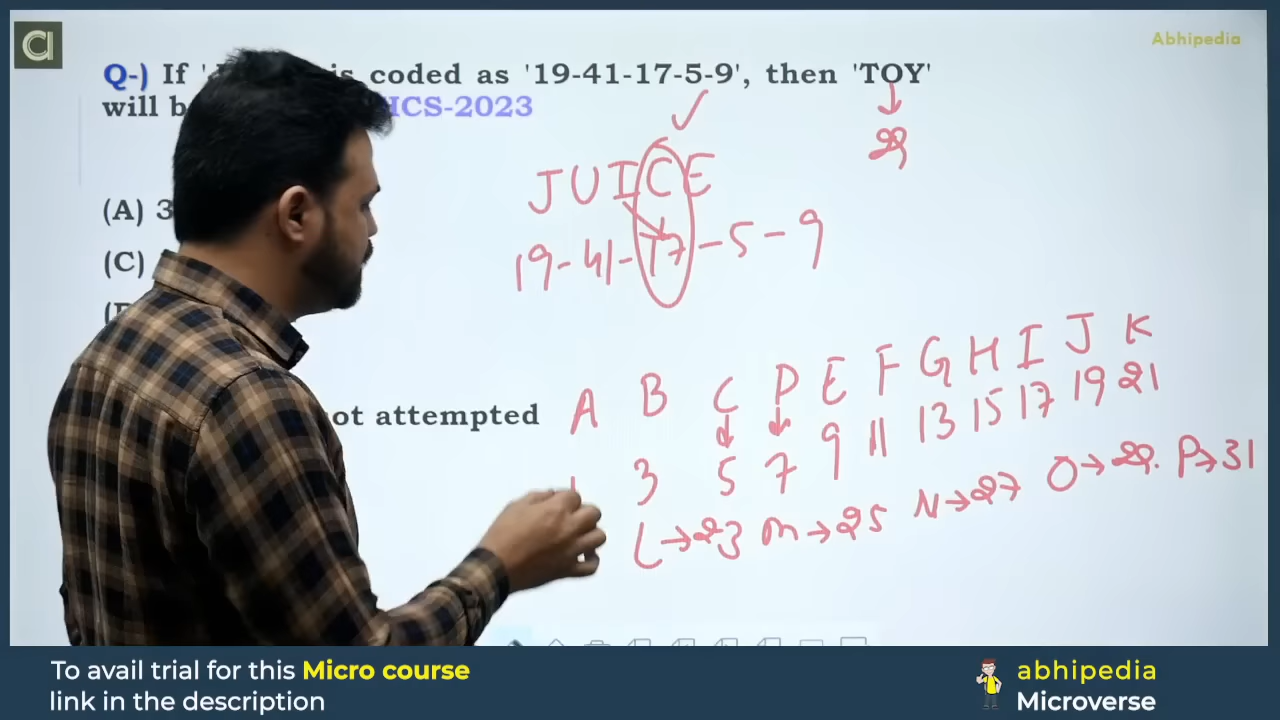 Abhipedia
Q-) If ' is coded as '19-41-17-5-9', then 'TOY'
will b HCS-2023
29
JUICE
19-41-17-5-9
(A) 3
(C)
A B C D E F G H I J K
3 5 7 9 11 13 15 17 19 21
ot attempted
L→23 M→25 N→27 O→29. P→31
To avail trial for this Micro course
link in the description
abhipedia
Microverse